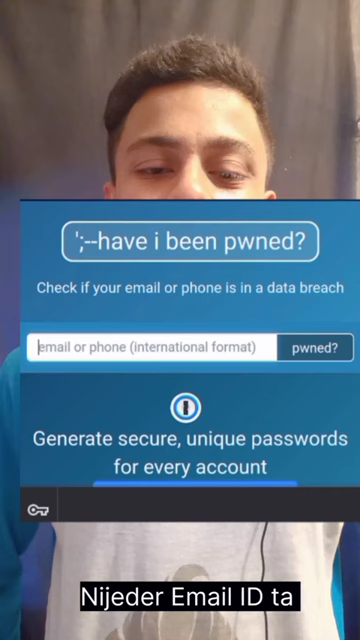 ';--have i been pwned?
Check if your email or phone is in a data breach
email or phone (international format)
pwned?
Generate secure, unique passwords
for every account
Nijeder Email ID ta